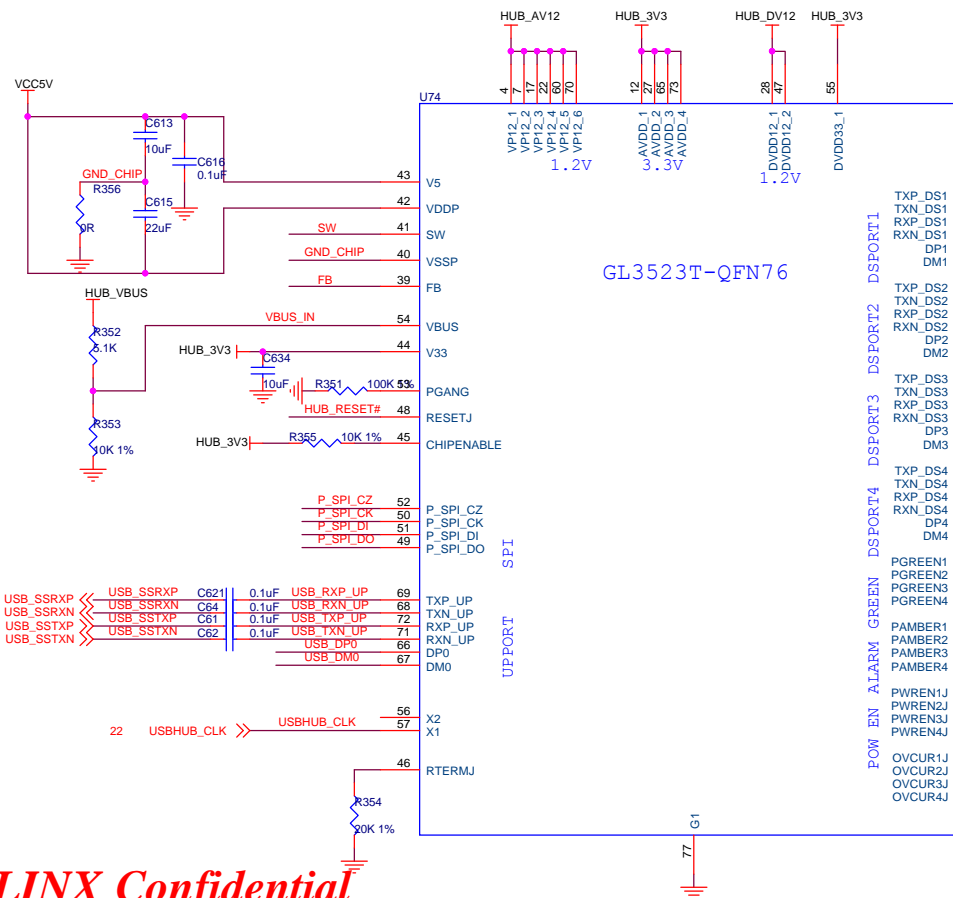 HUB_AV12
HUB_3V3
HUB_DV12
HUB_3V3
VCC5V
U74
4
7
17
22
60
70
12
27
65
73
28
47
55
VP12_1
VP12_2
VP12_3
VP12_4
VP12_5
VP12_6
AVDD_1
AVDD_2
AVDD_3
AVDD_4
DVDD12_1
DVDD12_2
DVDD33_1
1.2V
3.3V
1.2V
C613
10uF
C616
0.1uF
GND_CHIP
R356
0R
C615
22uF
43
V5
42
VDDP
SW
41
SW
GND_CHIP
40
VSSP
FB
39
FB
GL3523T-QFN76
HUB_VBUS
R352
5.1K
VBUS_IN
54
VBUS
HUB_3V3
C634
10uF
44
V33
R351
100K 1%
53
PGANG
R353
10K 1%
HUB_RESET#
48
RESETJ
HUB_3V3
R355
10K 1%
45
CHIPENABLE
P_SPI_CZ
52
P_SPI_CZ
P_SPI_CK
50
P_SPI_CK
P_SPI_DI
51
P_SPI_DI
P_SPI_DO
49
P_SPI_DO
SPI
USB_SSRXP
USB_SSRXP
C621
0.1uF
USB_RXP_UP
69
TXP_UP
USB_SSRXN
USB_SSRXN
C64
0.1uF
USB_RXN_UP
68
TXN_UP
USB_SSTXP
USB_SSTXP
C61
0.1uF
USB_TXP_UP
72
RXP_UP
USB_SSTXN
USB_SSTXN
C62
0.1uF
USB_TXN_UP
71
RXN_UP
USB_DP0
66
DP0
USB_DM0
67
DM0
UPPORT
56
X2
22
USBHUB_CLK
USBHUB_CLK
57
X1
46
RTERMJ
R354
20K 1%
G1
77
DSPORT1
TXP_DS1
TXN_DS1
RXP_DS1
RXN_DS1
DP1
DM1
DSPORT2
TXP_DS2
TXN_DS2
RXP_DS2
RXN_DS2
DP2
DM2
DSPORT3
TXP_DS3
TXN_DS3
RXP_DS3
RXN_DS3
DP3
DM3
DSPORT4
TXP_DS4
TXN_DS4
RXP_DS4
RXN_DS4
DP4
DM4
GREEN
PGREEN1
PGREEN2
PGREEN3
PGREEN4
ALARM
PAMBER1
PAMBER2
PAMBER3
PAMBER4
POW EN
PWREN1J
PWREN2J
PWREN3J
PWREN4J
OVCUR1J
OVCUR2J
OVCUR3J
OVCUR4J
LINX Confidential